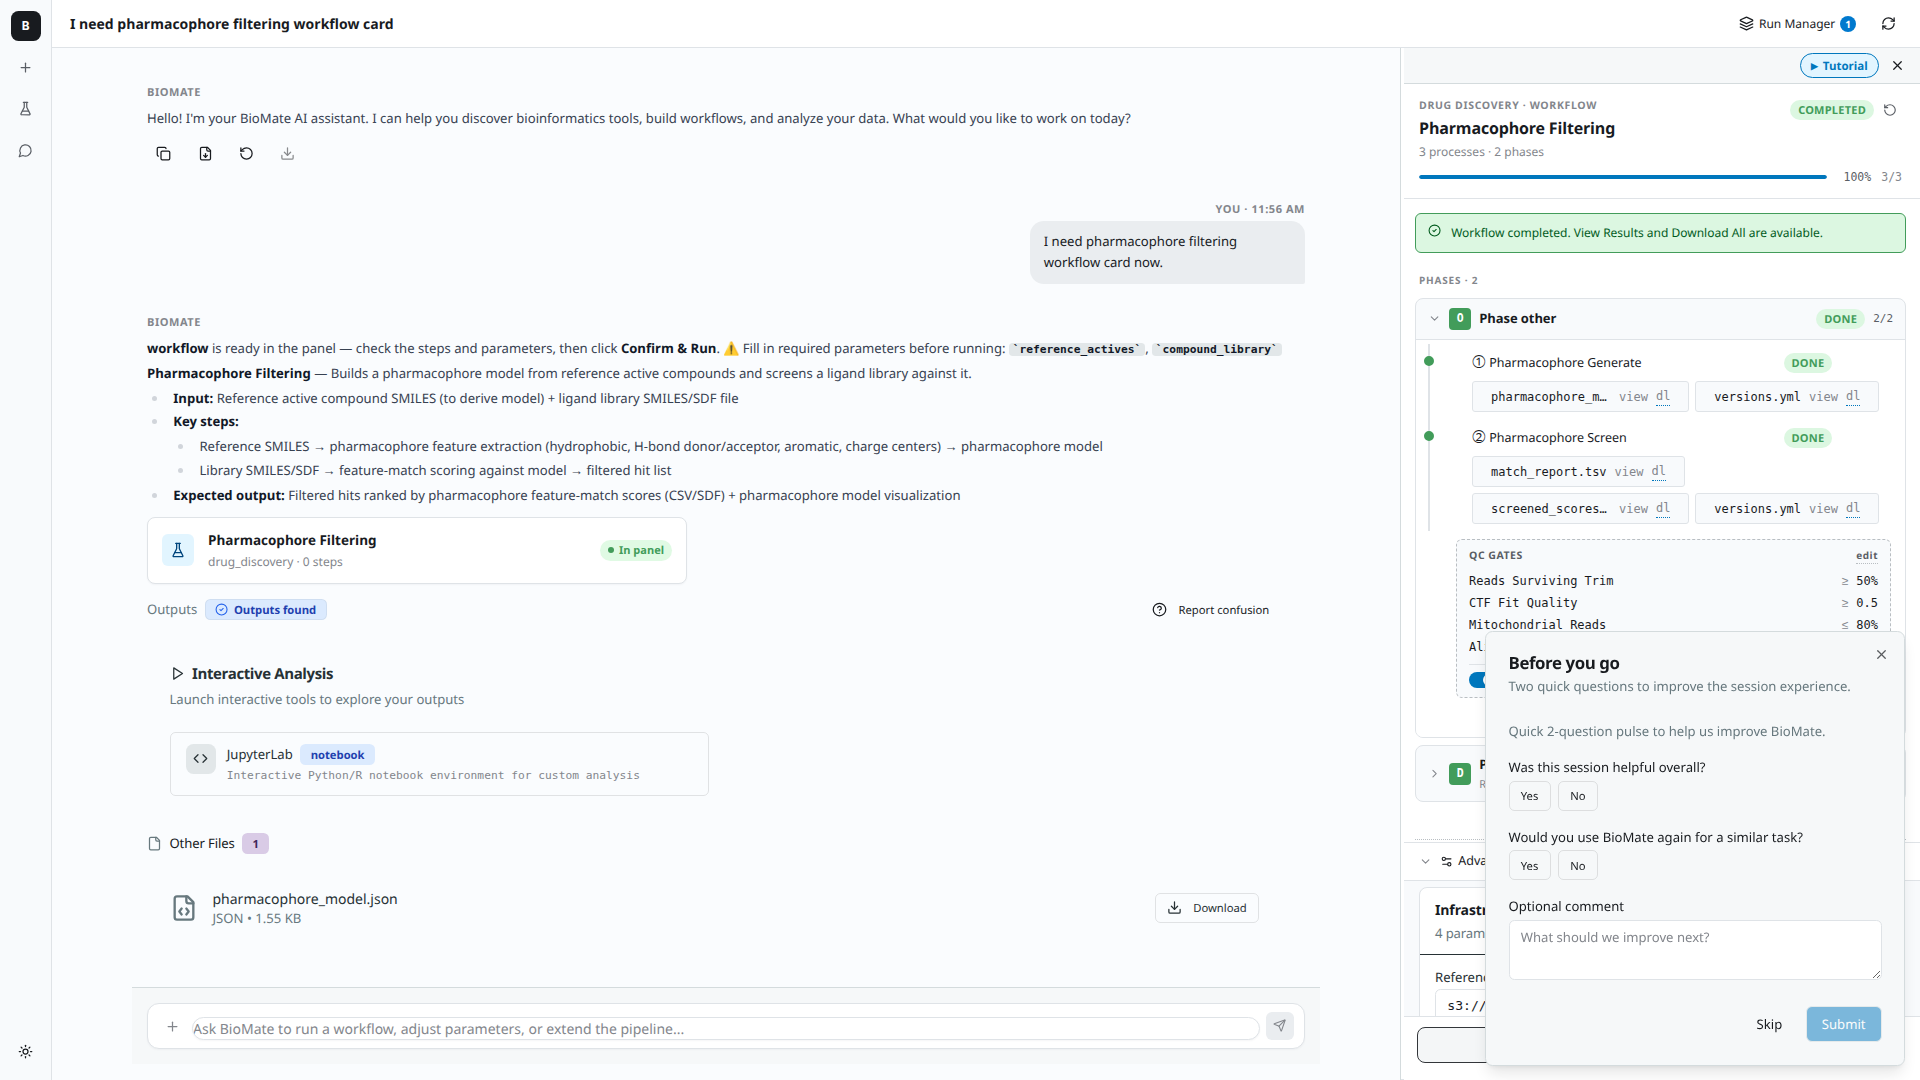 B
I need pharmacophore filtering workflow card
Run Manager 1
Tutorial
BIOMATE
Hello! I'm your BioMate AI assistant. I can help you discover bioinformatics tools, build workflows, and analyze your data. What would you like to work on today?
YOU · 11:56 AM
I need pharmacophore filtering
workflow card now.
BIOMATE
workflow is ready in the panel — check the steps and parameters, then click Confirm & Run. ⚠️ Fill in required parameters before running: `reference_actives`, `compound_library`
Pharmacophore Filtering — Builds a pharmacophore model from reference active compounds and screens a ligand library against it.
Input: Reference active compound SMILES (to derive model) + ligand library SMILES/SDF file
Key steps:
Reference SMILES → pharmacophore feature extraction (hydrophobic, H-bond donor/acceptor, aromatic, charge centers) → pharmacophore model
Library SMILES/SDF → feature-match scoring against model → filtered hit list
Expected output: Filtered hits ranked by pharmacophore feature-match scores (CSV/SDF) + pharmacophore model visualization
Pharmacophore Filtering
drug_discovery · 0 steps
In panel
Outputs Outputs found
Report confusion
Interactive Analysis
Launch interactive tools to explore your outputs
JupyterLab notebook
Interactive Python/R notebook environment for custom analysis
Other Files 1
pharmacophore_model.json
JSON • 1.55 KB
Download
Ask BioMate to run a workflow, adjust parameters, or extend the pipeline...
DRUG DISCOVERY · WORKFLOW
COMPLETED
Pharmacophore Filtering
3 processes · 2 phases
100% 3/3
Workflow completed. View Results and Download All are available.
PHASES · 2
O Phase other DONE 2/2
① Pharmacophore Generate DONE
pharmacophore_m… view dl
versions.yml view dl
② Pharmacophore Screen DONE
match_report.tsv view dl
screened_scores… view dl
versions.yml view dl
QC GATES edit
Reads Surviving Trim ≥ 50%
CTF Fit Quality ≥ 0.5
Mitochondrial Reads ≤ 80%
D
s3://
Before you go
Two quick questions to improve the session experience.
Quick 2-question pulse to help us improve BioMate.
Was this session helpful overall?
Yes No
Would you use BioMate again for a similar task?
Yes No
Optional comment
What should we improve next?
Skip Submit